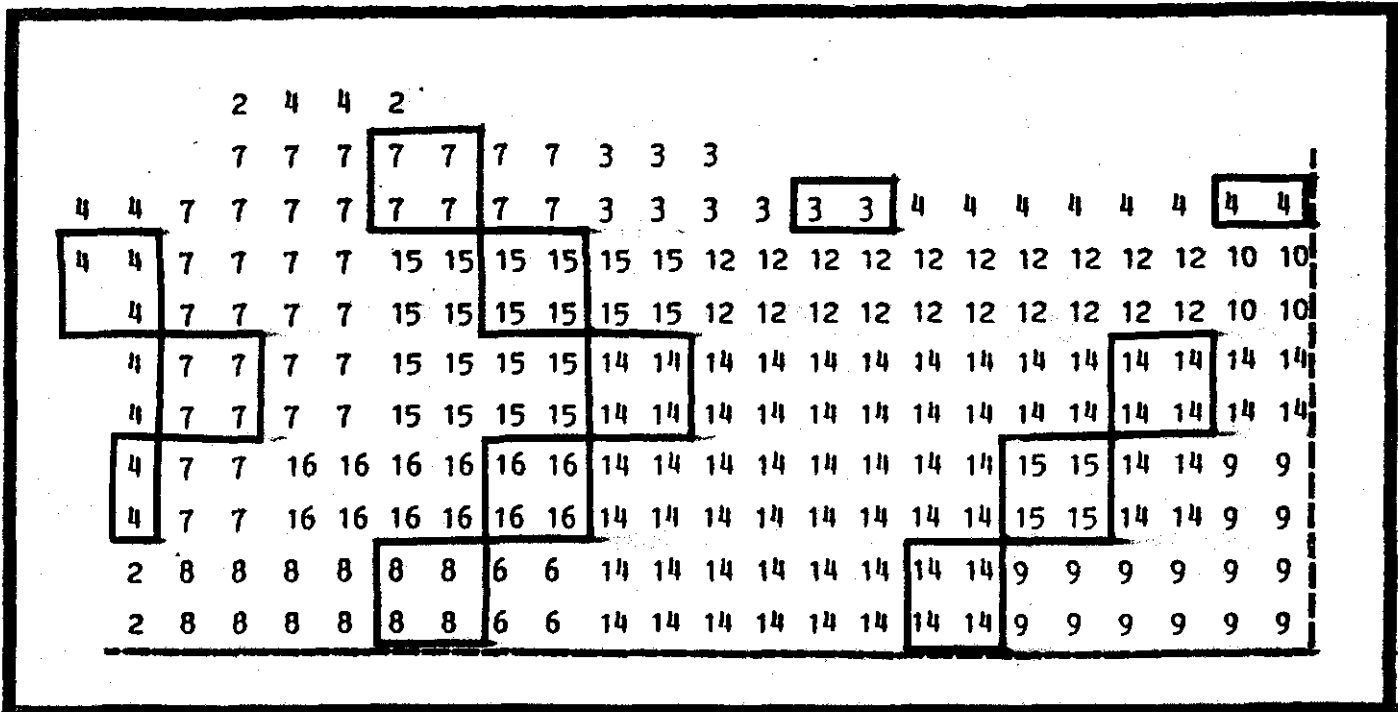 2 4 4 2
7 7 7 7 7 7 7 3 3 3
4 4 7 7 7 7 7 7 7 7 3 3 3 3 3 3 4 4 4 4 4 4 4 4
4 4 7 7 7 7 15 15 15 15 15 15 12 12 12 12 12 12 12 12 12 12 10 10
4 7 7 7 7 15 15 15 15 15 15 12 12 12 12 12 12 12 12 12 12 10 10
4 7 7 7 7 15 15 15 15 14 14 14 14 14 14 14 14 14 14 14 14 14 14
4 7 7 7 7 15 15 15 15 14 14 14 14 14 14 14 14 14 14 14 14 14 14
4 7 7 16 16 16 16 16 16 14 14 14 14 14 14 14 14 15 15 14 14 9 9
4 7 7 16 16 16 16 16 16 14 14 14 14 14 14 14 14 15 15 14 14 9 9
2 8 8 8 8 8 8 6 6 14 14 14 14 14 14 14 14 9 9 9 9 9 9
2 8 8 8 8 8 8 6 6 14 14 14 14 14 14 14 14 9 9 9 9 9 9